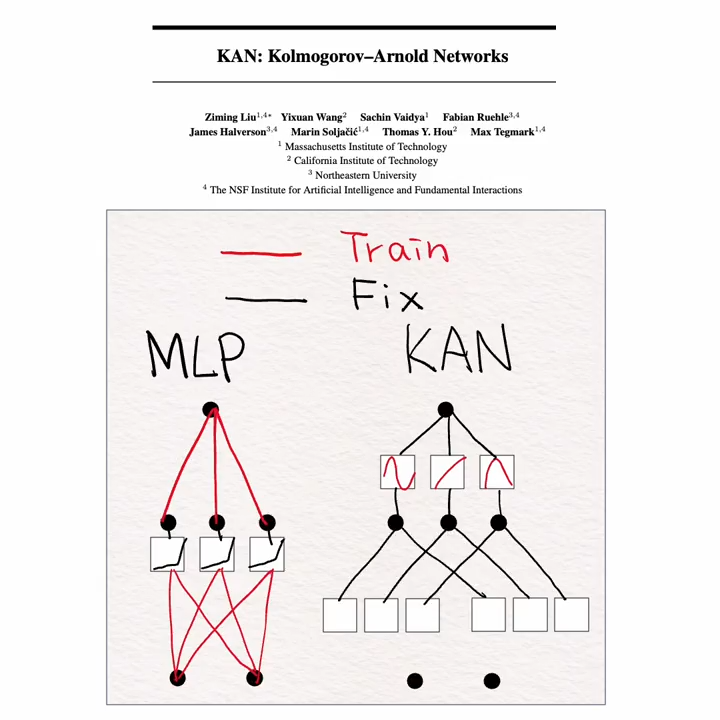 KAN: Kolmogorov–Arnold Networks
Ziming Liu¹,⁴* Yixuan Wang² Sachin Vaidya¹ Fabian Ruehle³,⁴
James Halverson³,⁴ Marin Soljačić¹,⁴ Thomas Y. Hou² Max Tegmark¹,⁴
¹ Massachusetts Institute of Technology
² California Institute of Technology
³ Northeastern University
⁴ The NSF Institute for Artificial Intelligence and Fundamental Interactions
Train
Fix
MLP KAN